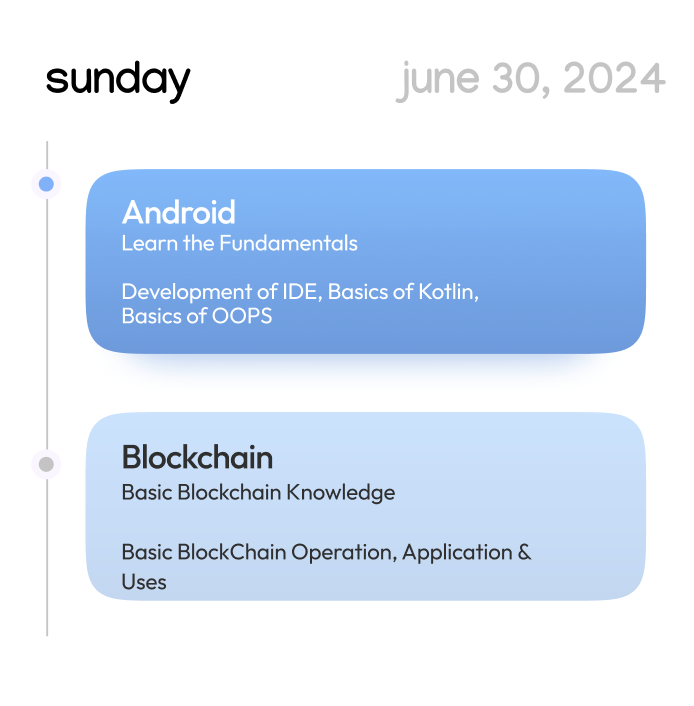 sunday
june 30, 2024
Android
Learn the Fundamentals
Development of IDE, Basics of Kotlin,
Basics of OOPS
Blockchain
Basic Blockchain Knowledge
Basic BlockChain Operation, Application &
Uses